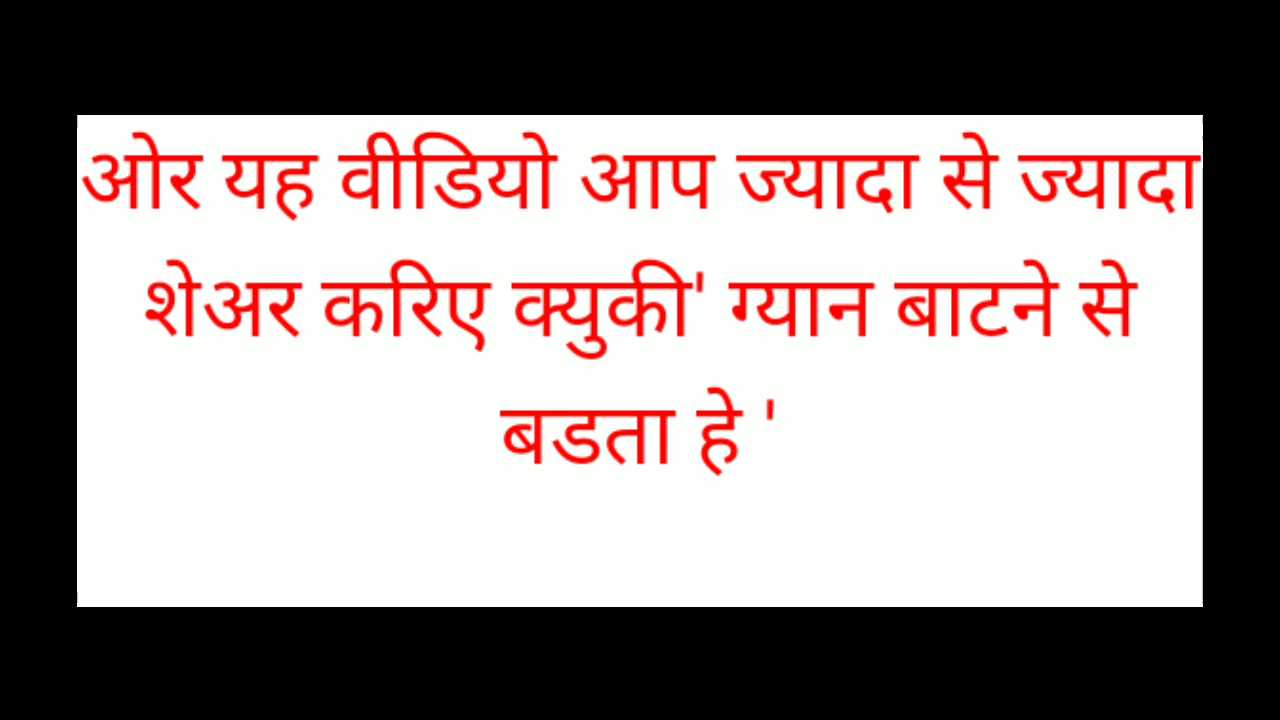 ओर यह वीडियो आप ज्यादा से ज्यादा
शेअर करिए क्युकी' ग्यान बाटने से
बडता हे '